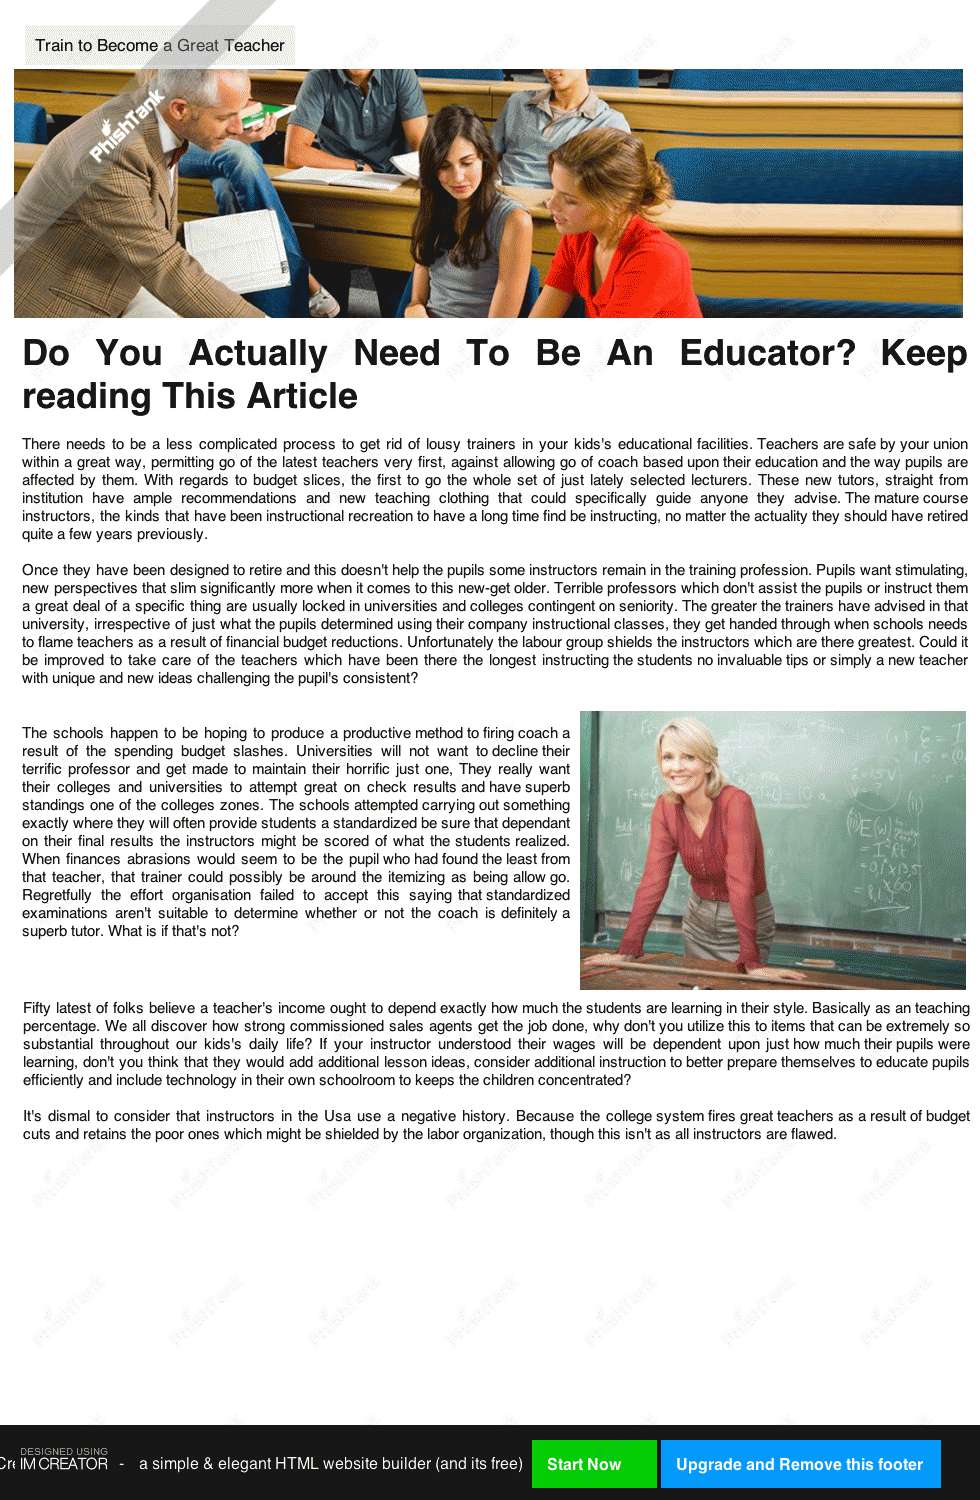 Train to Become a Great Teacher
PhishTank
Do You Actually Need To Be An Educator? Keep
reading This Article
There needs to be a less complicated process to get rid of lousy trainers in your kids's educational facilities. Teachers are safe by your union
within a great way, permitting go of the latest teachers very first, against allowing go of coach based upon their education and the way pupils are
affected by them. With regards to budget slices, the first to go the whole set of just lately selected lecturers. These new tutors, straight from
institution have ample recommendations and new teaching clothing that could specifically guide anyone they advise. The mature course
instructors, the kinds that have been instructional recreation to have a long time find be instructing, no matter the actuality they should have retired
quite a few years previously.
Once they have been designed to retire and this doesn't help the pupils some instructors remain in the training profession. Pupils want stimulating,
new perspectives that slim significantly more when it comes to this new-get older. Terrible professors which don't assist the pupils or instruct them
a great deal of a specific thing are usually locked in universities and colleges contingent on seniority. The greater the trainers have advised in that
university, irrespective of just what the pupils determined using their company instructional classes, they get handed through when schools needs
to flame teachers as a result of financial budget reductions. Unfortunately the labour group shields the instructors which are there greatest. Could it
be improved to take care of the teachers which have been there the longest instructing the students no invaluable tips or simply a new teacher
with unique and new ideas challenging the pupil's consistent?
The schools happen to be hoping to produce a productive method to firing coach a
result of the spending budget slashes. Universities will not want to decline their
terrific professor and get made to maintain their horrific just one, They really want
their colleges and universities to attempt great on check results and have superb
standings one of the colleges zones. The schools attempted carrying out something
exactly where they will often provide students a standardized be sure that dependant
on their final results the instructors might be scored of what the students realized.
When finances abrasions would seem to be the pupil who had found the least from
that teacher, that trainer could possibly be around the itemizing as being allow go.
Regretfully the effort organisation failed to accept this saying that standardized
examinations aren't suitable to determine whether or not the coach is definitely a
superb tutor. What is if that's not?
Fifty latest of folks believe a teacher's income ought to depend exactly how much the students are learning in their style. Basically as an teaching
percentage. We all discover how strong commissioned sales agents get the job done, why don't you utilize this to items that can be extremely so
substantial throughout our kids's daily life? If your instructor understood their wages will be dependent upon just how much their pupils were
learning, don't you think that they would add additional lesson ideas, consider additional instruction to better prepare themselves to educate pupils
efficiently and include technology in their own schoolroom to keeps the children concentrated?
It's dismal to consider that instructors in the Usa use a negative history. Because the college system fires great teachers as a result of budget
cuts and retains the poor ones which might be shielded by the labor organization, though this isn't as all instructors are flawed.
DESIGNED USING
IM CREATOR - a simple & elegant HTML website builder (and its free) Start Now Upgrade and Remove this footer